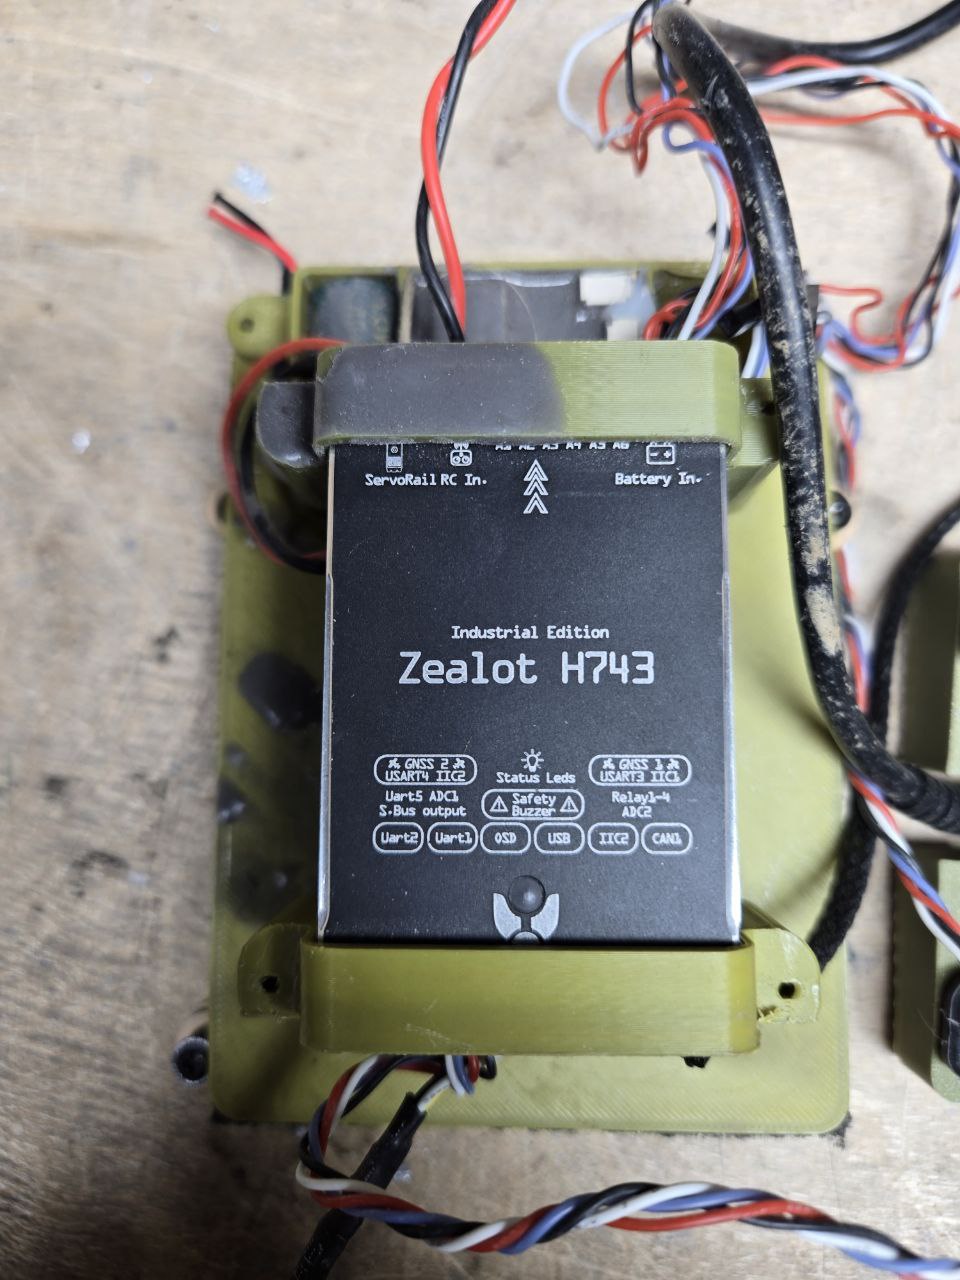 A1 A2 A3 A4 A5 A6
ServoRail RC In.
Battery In.
Industrial Edition
Zealot H743
GNSS 2
USART4 IIC2
Status Leds
GNSS 1
USART3 IIC1
Uart5 ADC1
S.Bus output
Safety
Buzzer
Relay1-4
ADC2
Uart2 Uart1 OSD USB IIC2 CAN1